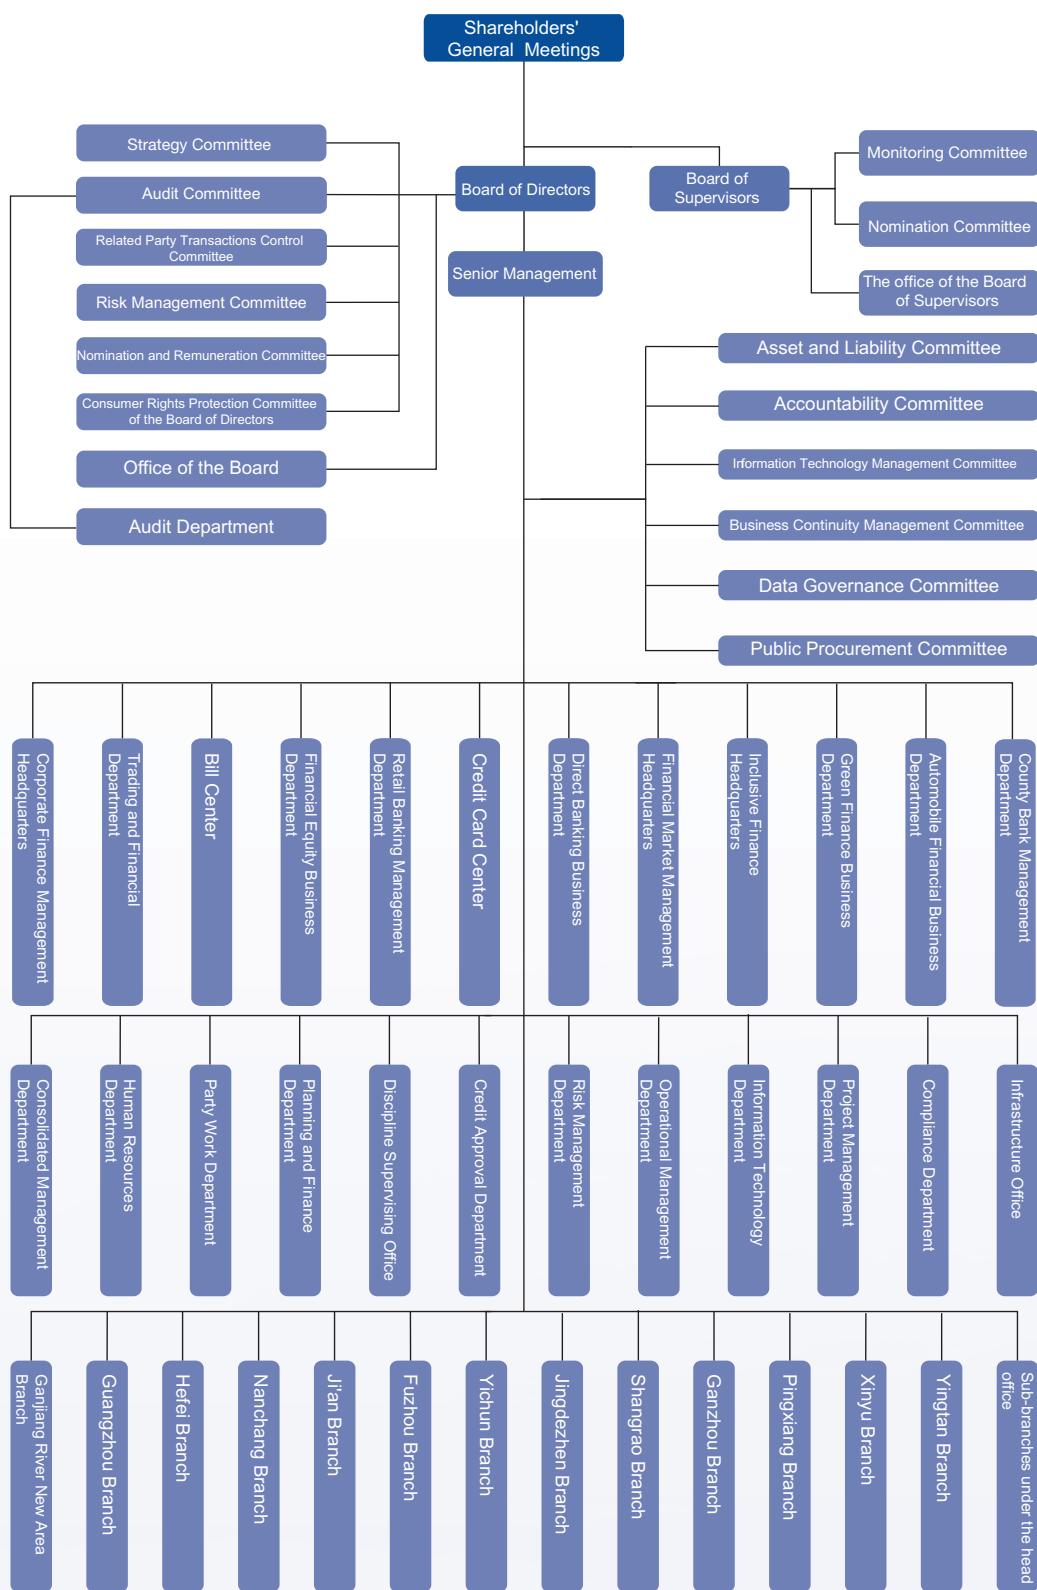 Shareholders'
General Meetings
Strategy Committee
Audit Committee
Related Party Transactions Control
Committee
Risk Management Committee
Nomination and Remuneration Committee
Consumer Rights Protection Committee
of the Board of Directors
Office of the Board
Audit Department
Board of Directors
Senior Management
Board of
Supervisors
Monitoring Committee
Nomination Committee
The office of the Board
of Supervisors
Asset and Liability Committee
Accountability Committee
Information Technology Management Committee
Business Continuity Management Committee
Data Governance Committee
Public Procurement Committee
Corporate Finance Management
Headquarters
Trading and Financial
Department
Bill Center
Financial Equity Business
Department
Retail Banking Management
Department
Credit Card Center
Direct Banking Business
Department
Financial Market Management
Headquarters
Inclusive Finance
Headquarters
Green Finance Business
Department
Automobile Financial Business
Department
County Bank Management
Department
Consolidated Management
Department
Human Resources
Department
Party Work Department
Planning and Finance
Department
Discipline Supervising Office
Credit Approval Department
Risk Management
Department
Operational Management
Department
Information Technology
Department
Project Management
Department
Compliance Department
Infrastructure Office
Ganjiang River New Area
Branch
Guangzhou Branch
Hefei Branch
Nanchang Branch
Ji'an Branch
Fuzhou Branch
Yichun Branch
Jingdezhen Branch
Shangrao Branch
Ganzhou Branch
Pingxiang Branch
Xinyu Branch
Yingtan Branch
Sub-branches under the head
office